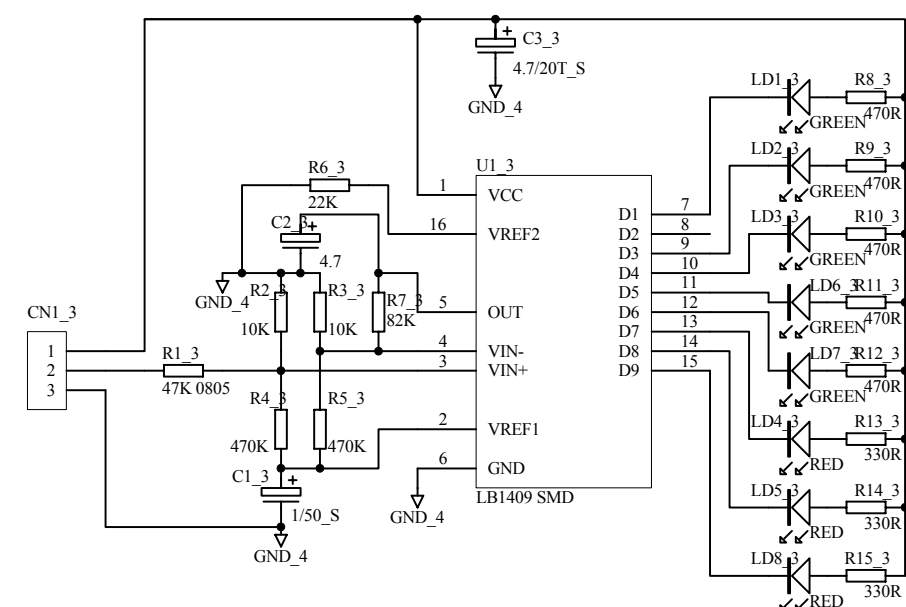 C3_3
4.7/20T_S
GND_4
LD1_3
R8_3
GREEN
470R
LD2_3
R9_3
GREEN
470R
LD3_3
R10_3
GREEN
470R
LD6_3
R11_3
GREEN
470R
LD7_3
R12_3
GREEN
470R
LD4_3
R13_3
RED
330R
LD5_3
R14_3
RED
330R
LD8_3
R15_3
RED
330R
U1_3
1
VCC
16
VREF2
5
OUT
4
VIN-
3
VIN+
2
VREF1
6
GND
D1
7
D2
8
D3
9
D4
10
D5
11
D6
12
D7
13
D8
14
D9
15
LB1409 SMD
R6_3
22K
C2_3
4.7
GND_4
R2_3
10K
R3_3
10K
R7_3
82K
CN1_3
1
2
3
R1_3
47K 0805
R4_3
470K
R5_3
470K
C1_3
1/50_S
GND_4
GND_4